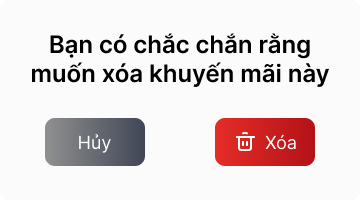 Bạn có chắc chắn rằng
muốn xóa khuyến mãi này
Hủy
Xóa